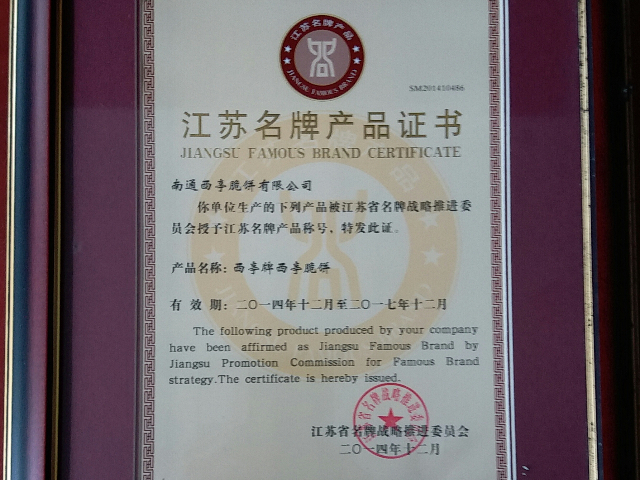 江苏名牌产品
JIANGSU FAMOUS BRAND
SM201410486
江苏名牌产品证书
JIANGSU FAMOUS BRAND CERTIFICATE
南通西亭脆饼有限公司
你单位生产的下列产品被江苏省名牌战略推进委
员会授予江苏名牌产品称号，特发此证。
产品名称：西亭牌西亭脆饼
有 效 期：二〇一四年十二月至二〇一七年十二月
The following product produced by your company
have been affirmed as Jiangsu Famous Brand by
Jiangsu Promotion Commission for Famous Brand
strategy.The certificate is hereby issued.
江苏省名牌战略推进委员会
二〇一四年十二月